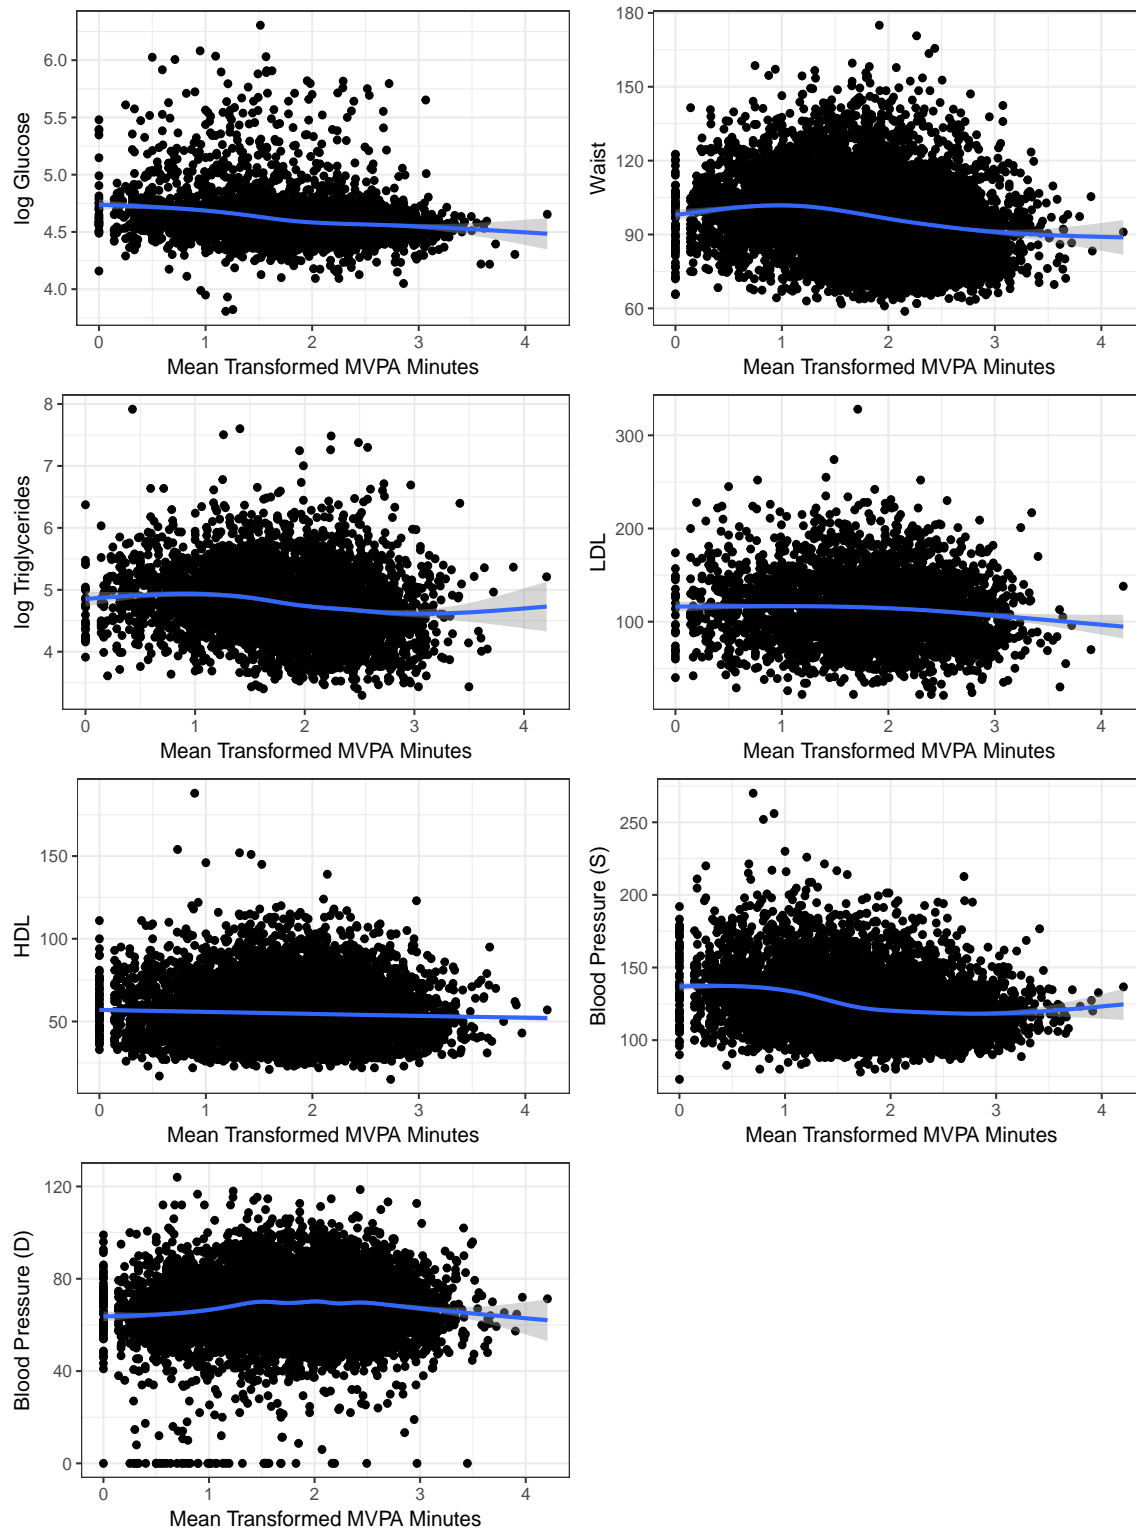 log Glucose
6.0
5.5
5.0
4.5
4.0
0 1 2 3 4
Mean Transformed MVPA Minutes
Waist
180
150
120
90
60
0 1 2 3 4
Mean Transformed MVPA Minutes
log Triglycerides
8
7
6
5
4
0 1 2 3 4
Mean Transformed MVPA Minutes
LDL
300
200
100
0 1 2 3 4
Mean Transformed MVPA Minutes
HDL
150
100
50
0 1 2 3 4
Mean Transformed MVPA Minutes
Blood Pressure (S)
250
200
150
100
0 1 2 3 4
Mean Transformed MVPA Minutes
Blood Pressure (D)
120
80
40
0
0 1 2 3 4
Mean Transformed MVPA Minutes